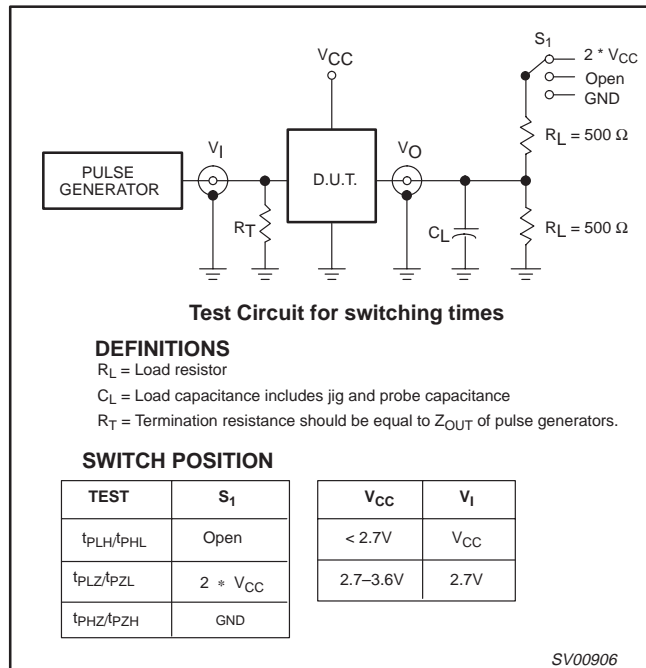 S1
2 * VCC
Open
GND
VCC
RL = 500 Ω
VI
VO
PULSE
GENERATOR
D.U.T.
RT
CL
RL = 500 Ω
Test Circuit for switching times
DEFINITIONS
RL = Load resistor
CL = Load capacitance includes jig and probe capacitance
RT = Termination resistance should be equal to ZOUT of pulse generators.
SWITCH POSITION
TEST S1
tPLH/tPHL Open
tPLZ/tPZL 2 * VCC
tPHZ/tPZH GND
VCC VI
< 2.7V VCC
2.7–3.6V 2.7V
SV00906